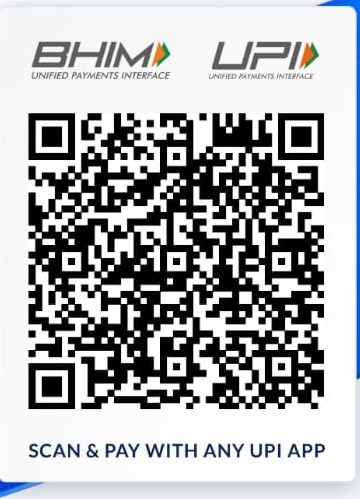 BHIM UPI
UNIFIED PAYMENTS INTERFACE UNIFIED PAYMENTS INTERFACE
SCAN & PAY WITH ANY UPI APP